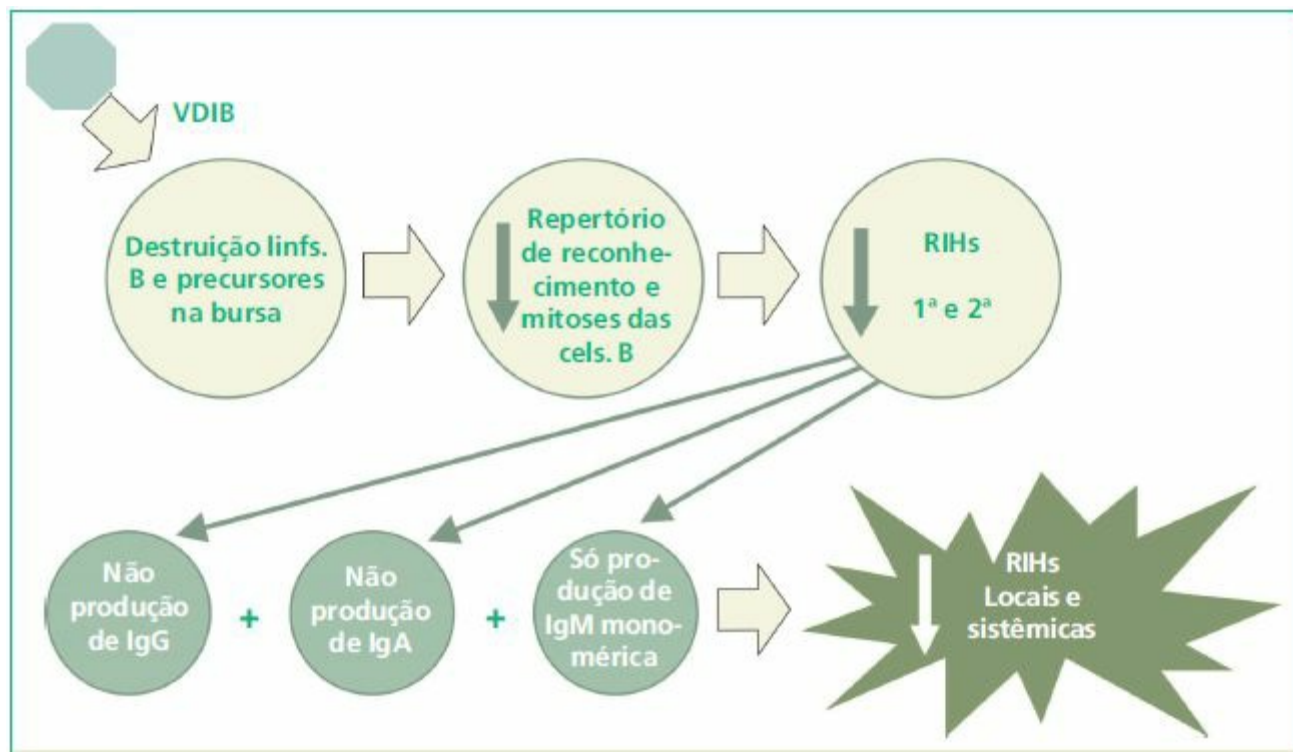 VDIB
Destruição linfs.
B e precursores
na bursa
Repertório
de reconhe-
cimento e
mitoses das
cels. B
RIHs
1ª e 2ª
Não
produção
de IgG
+
Não
produção
de IgA
+
Só pro-
dução de
IgM mono-
mérica
RIHs
Locais e
sistêmicas